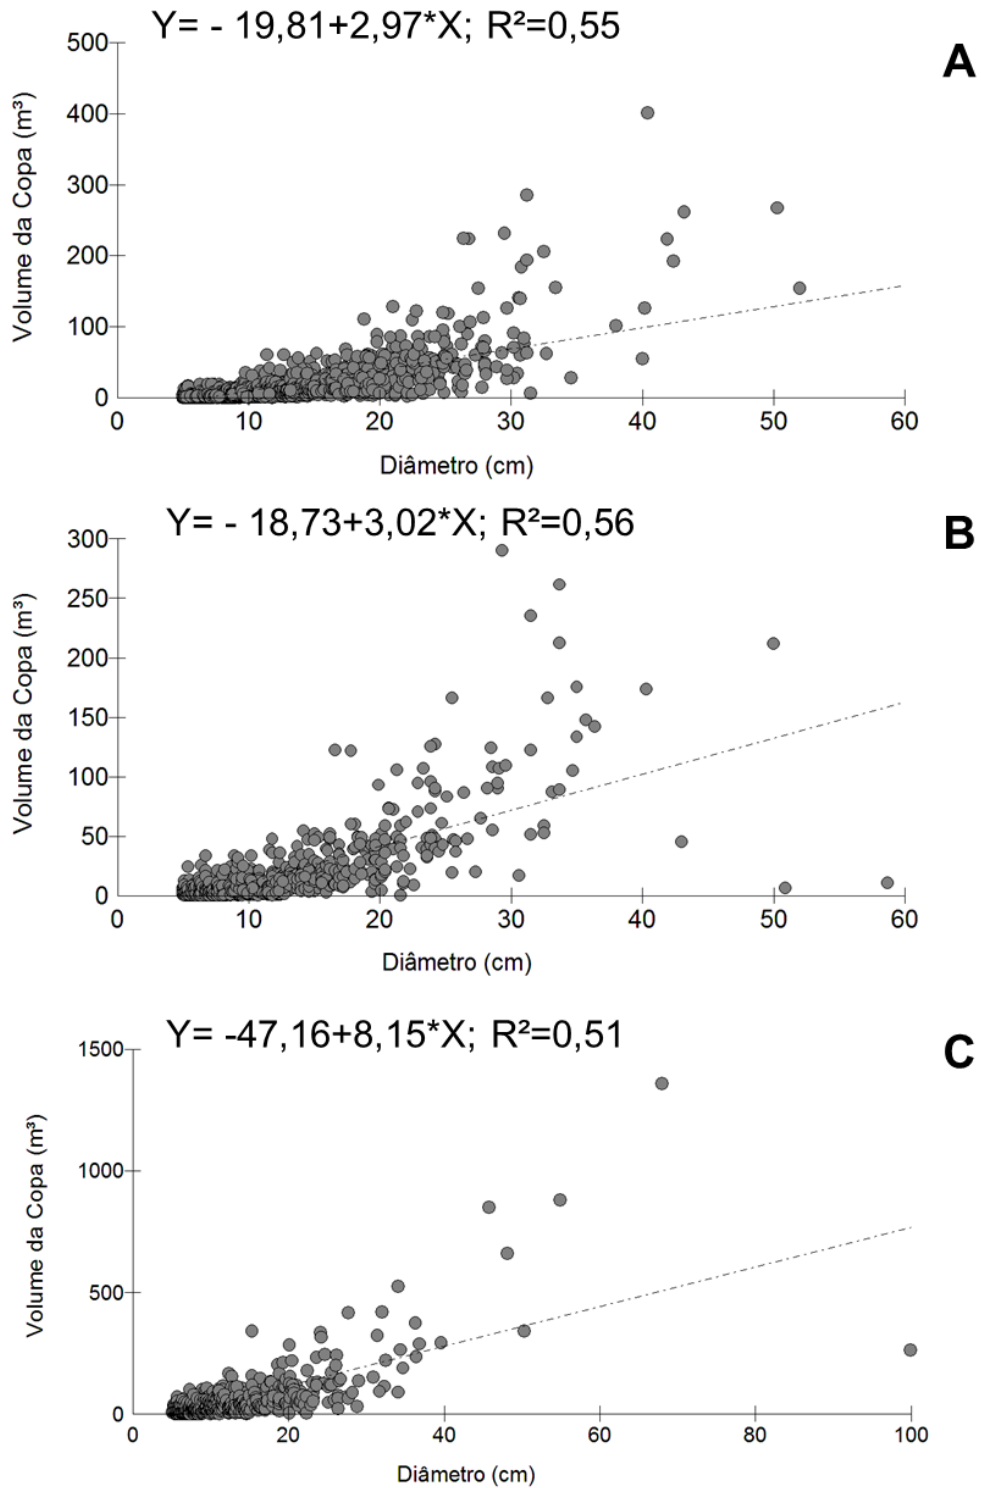 Y= - 19,81+2,97*X; R²=0,55
A
500
400
300
200
100
0
Volume da Copa (m³)
0 10 20 30 40 50 60
Diâmetro (cm)
Y= - 18,73+3,02*X; R²=0,56
B
300
250
200
150
100
50
0
Volume da Copa (m³)
0 10 20 30 40 50 60
Diâmetro (cm)
Y= -47,16+8,15*X; R²=0,51
C
1500
1000
500
0
Volume da Copa (m³)
0 20 40 60 80 100
Diâmetro (cm)